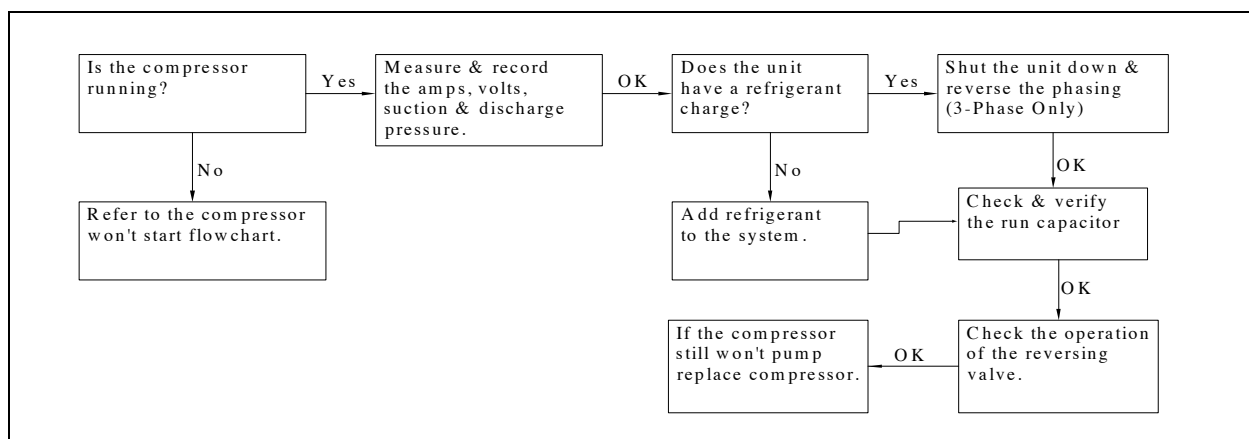 Is the compressor
running?
Yes
Measure & record
the amps, volts,
suction & discharge
pressure.
OK
Does the unit
have a refrigerant
charge?
Yes
Shut the unit down &
reverse the phasing
(3-Phase Only)
No
No
OK
Refer to the compressor
won't start flowchart.
Add refrigerant
to the system.
Check & verify
the run capacitor
OK
If the compressor
still won't pump
replace compressor.
OK
Check the operation
of the reversing
valve.